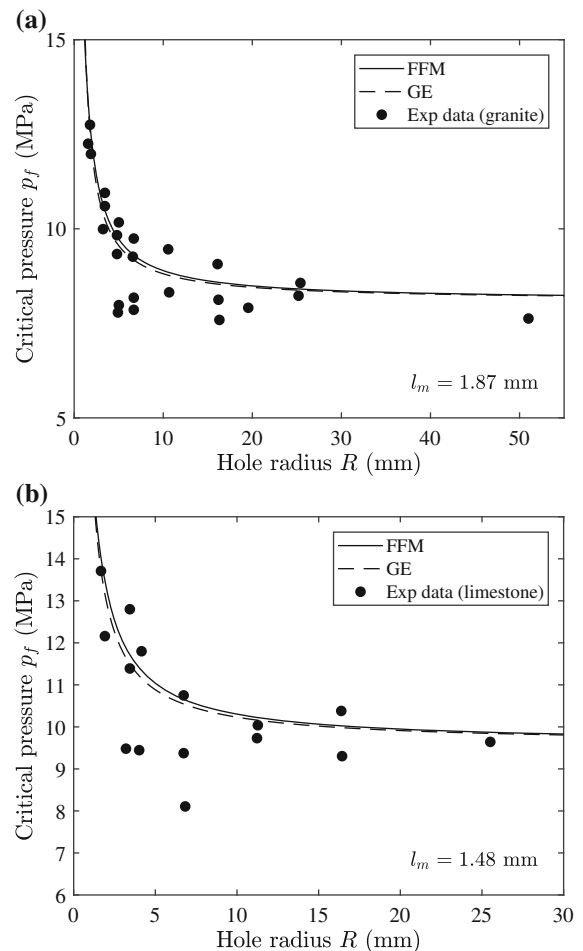 (a)
15
10
5
Critical pressure p_f (MPa)
FFM
GE
Exp data (granite)
l_m = 1.87 mm
0 10 20 30 40 50
Hole radius R (mm)
(b)
15
14
13
12
11
10
9
8
7
6
Critical pressure p_f (MPa)
FFM
GE
Exp data (limestone)
l_m = 1.48 mm
0 5 10 15 20 25 30
Hole radius R (mm)